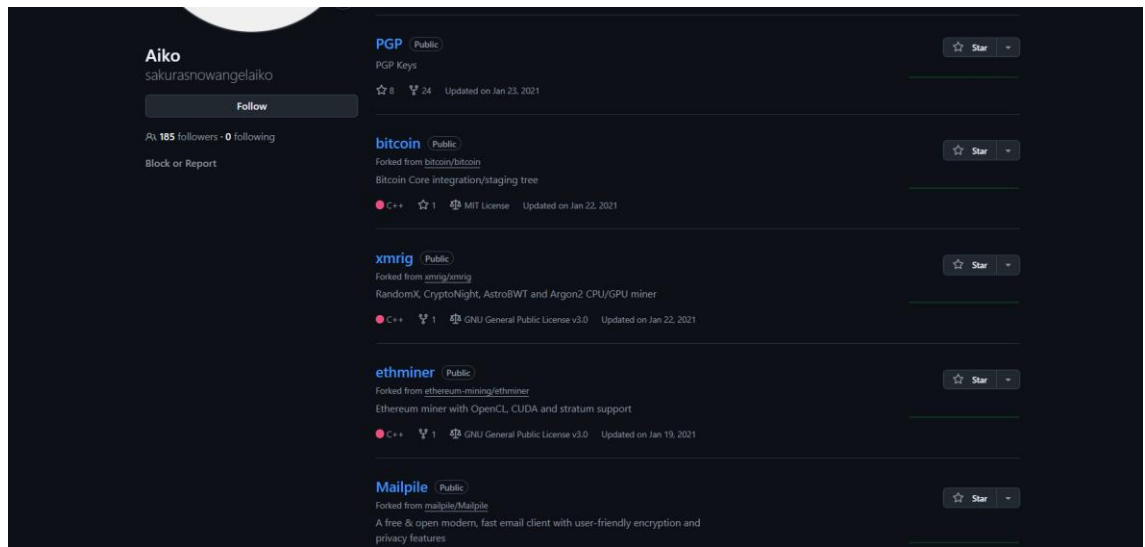 Aiko
sakurasnowangelaiko
Follow
185 followers · 0 following
Block or Report
PGP Public
Star
PGP Keys
8 24 Updated on Jan 23, 2021
bitcoin Public
Star
Forked from bitcoin/bitcoin
Bitcoin Core integration/staging tree
C++ 1 MIT License Updated on Jan 22, 2021
xmrig Public
Star
Forked from xmrig/xmrig
RandomX, CryptoNight, AstroBWT and Argon2 CPU/GPU miner
C++ 1 GNU General Public License v3.0 Updated on Jan 22, 2021
ethminer Public
Star
Forked from ethereum-mining/ethminer
Ethereum miner with OpenCL, CUDA and stratum support
C++ 1 GNU General Public License v3.0 Updated on Jan 19, 2021
Mailpile Public
Star
Forked from mailpile/Mailpile
A free & open modern, fast email client with user-friendly encryption and
privacy features